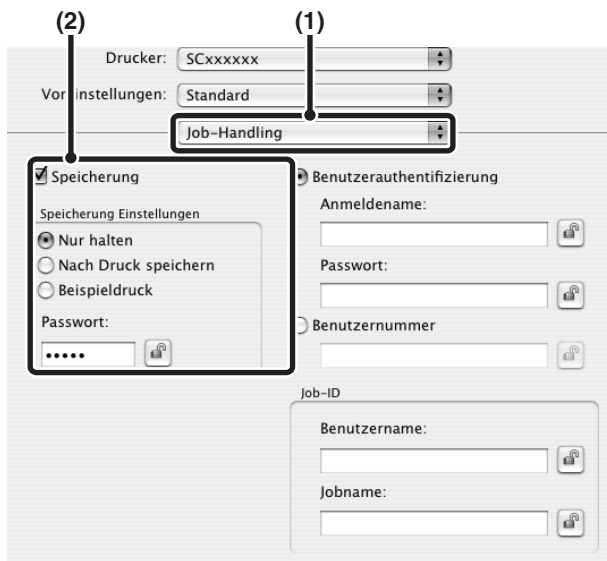 (2) (1)
Drucker: SCxxxxxx
Voreinstellungen: Standard
Job-Handling
Speicherung
Speicherung Einstellungen
Nur halten
Nach Druck speichern
Beispieldruck
Passwort:
•••••
Benutzerauthentifizierung
Anmeldename:
Passwort:
Benutzernummer
Job-ID
Benutzername:
Jobname: